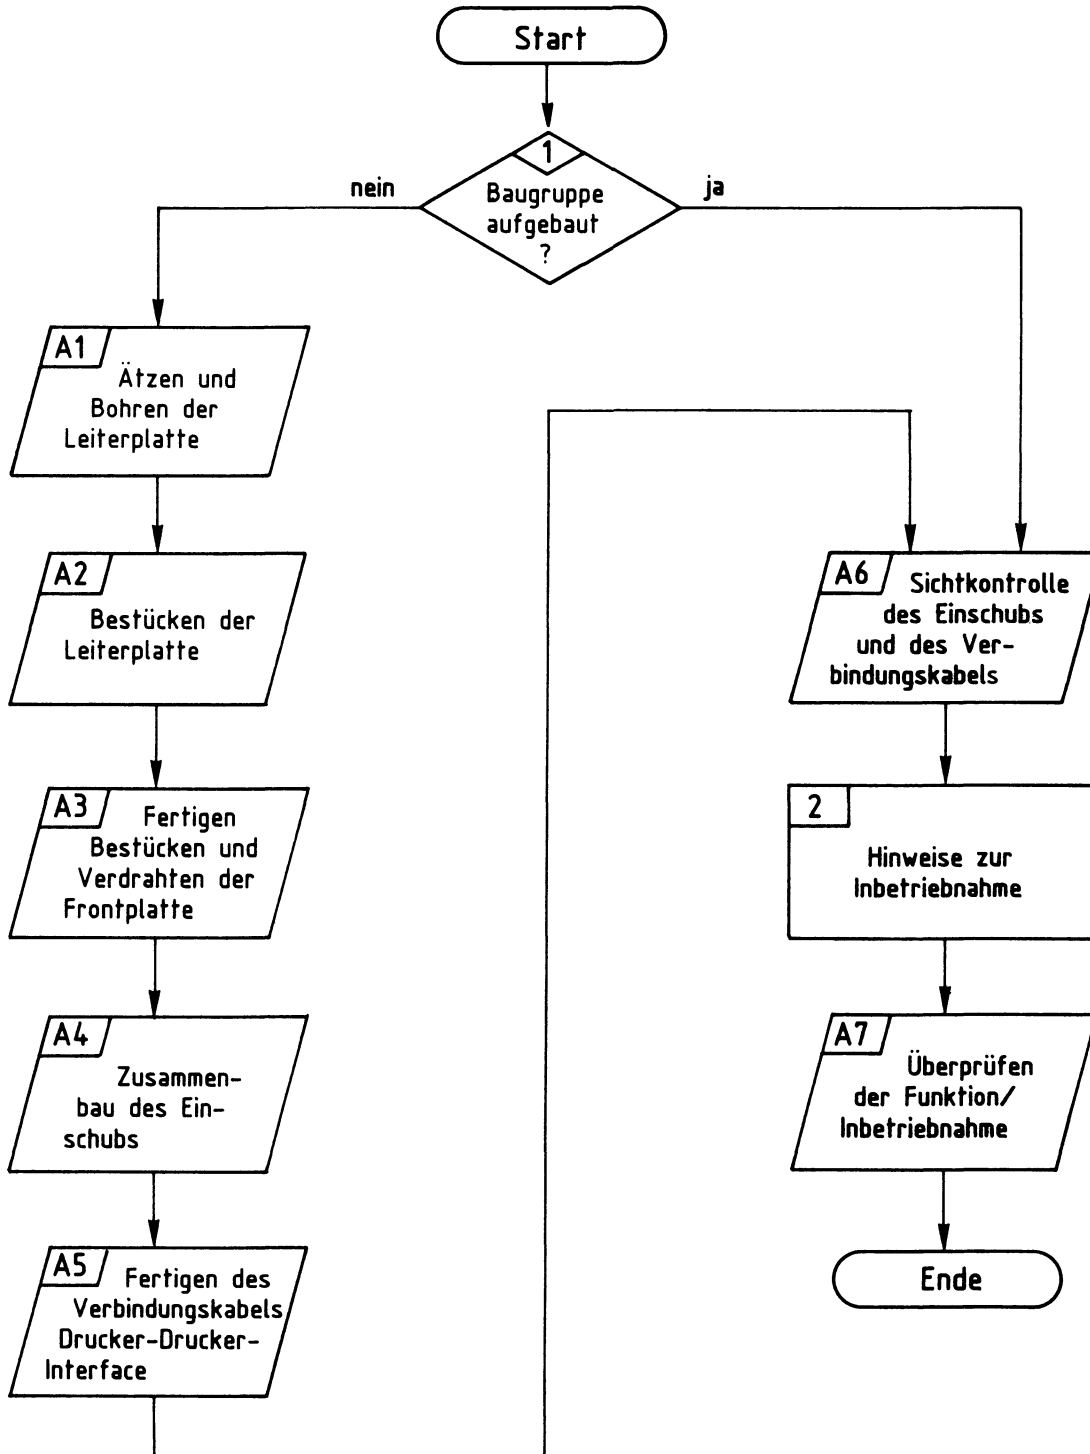 Start
1
Baugruppe
aufgebaut
?
nein
ja
A1
Ätzen und
Bohren der
Leiterplatte
A2
Bestücken der
Leiterplatte
A3
Fertigen
Bestücken und
Verdrahten der
Frontplatte
A4
Zusammen-
bau des Ein-
schubs
A5
Fertigen des
Verbindungskabels
Drucker-Drucker-
Interface
A6
Sichtkontrolle
des Einschubs
und des Ver-
bindungskabels
2
Hinweise zur
Inbetriebnahme
A7
Überprüfen
der Funktion/
Inbetriebnahme
Ende